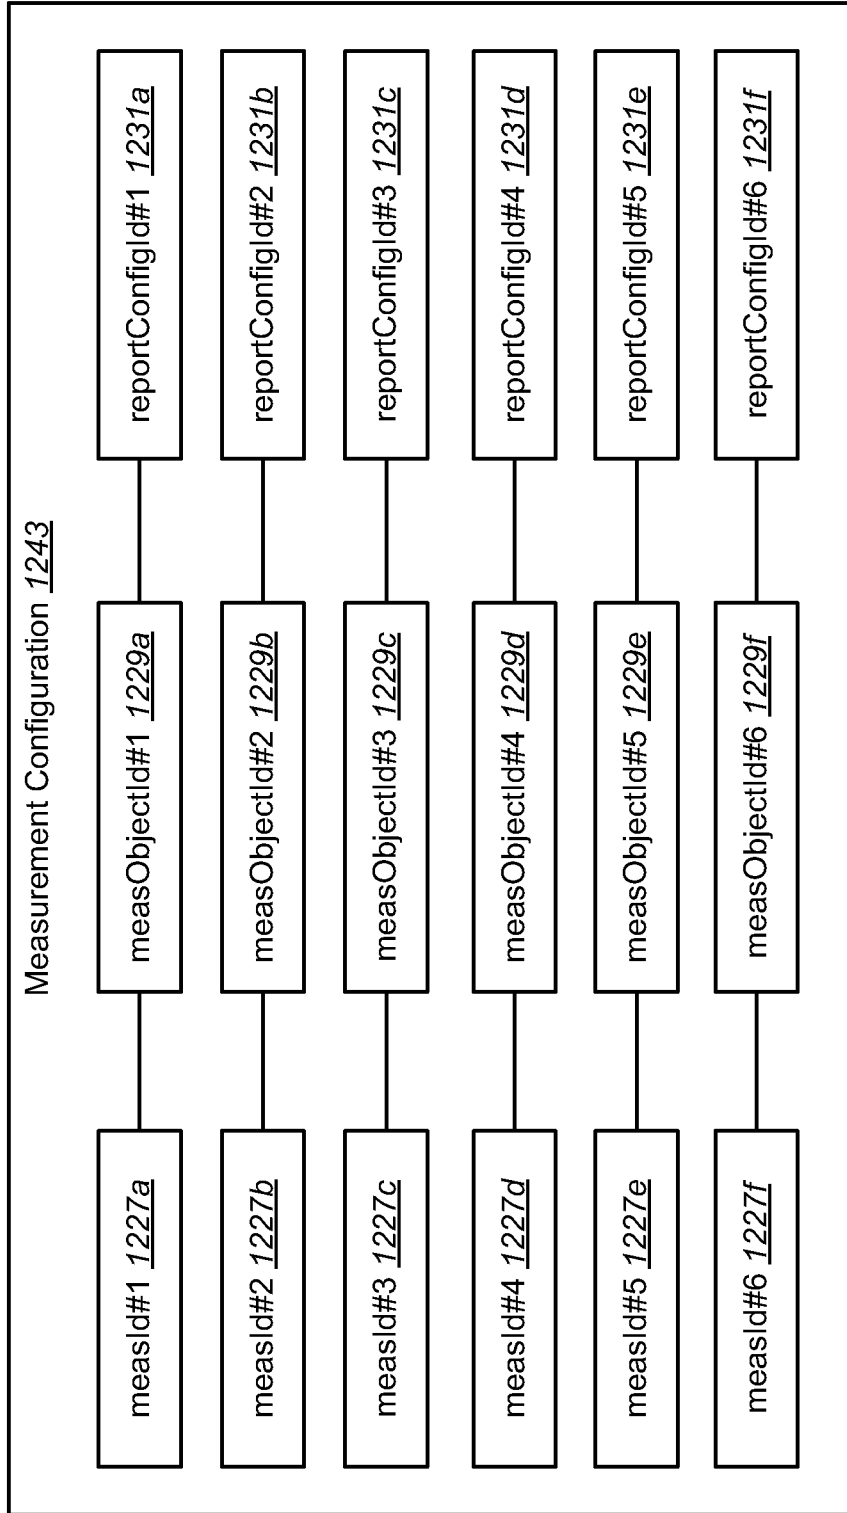 Measurement Configuration 1243
measId#1 1227a measObjectId#1 1229a reportConfigId#1 1231a
measId#2 1227b measObjectId#2 1229b reportConfigId#2 1231b
measId#3 1227c measObjectId#3 1229c reportConfigId#3 1231c
measId#4 1227d measObjectId#4 1229d reportConfigId#4 1231d
measId#5 1227e measObjectId#5 1229e reportConfigId#5 1231e
measId#6 1227f measObjectId#6 1229f reportConfigId#6 1231f